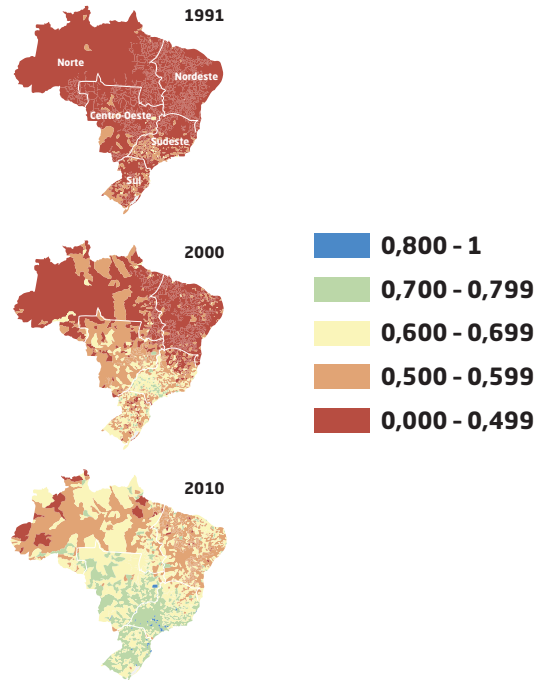 1991
Norte
Nordeste
Centro-Oeste
Sudeste
Sul
2000
0,800 - 1
0,700 - 0,799
0,600 - 0,699
0,500 - 0,599
0,000 - 0,499
2010